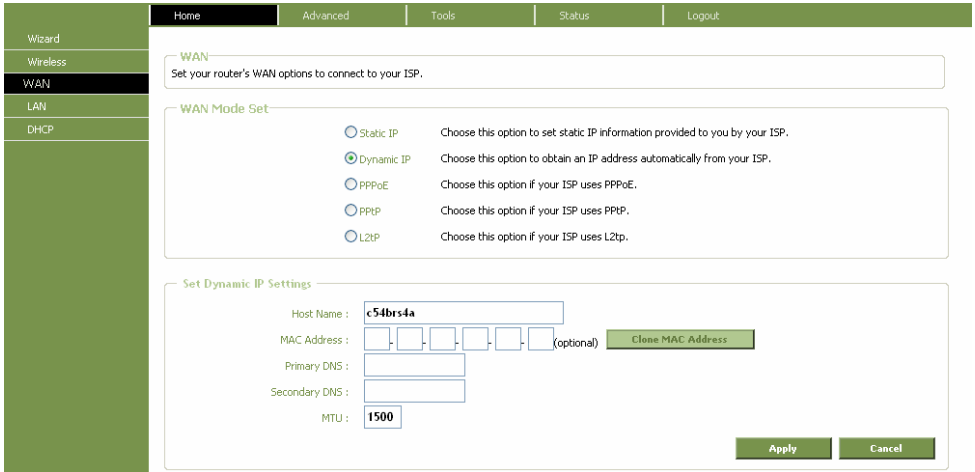 Home Advanced Tools Status Logout
Wizard
Wireless
WAN
LAN
DHCP
WAN
Set your router's WAN options to connect to your ISP.
WAN Mode Set
Static IP Choose this option to set static IP information provided to you by your ISP.
Dynamic IP Choose this option to obtain an IP address automatically from your ISP.
PPPoE Choose this option if your ISP uses PPPoE.
PPtP Choose this option if your ISP uses PPtP.
L2tP Choose this option if your ISP uses L2tp.
Set Dynamic IP Settings
Host Name : c54brs4a
MAC Address : - - - - - (optional) Clone MAC Address
Primary DNS :
Secondary DNS :
MTU : 1500
Apply Cancel